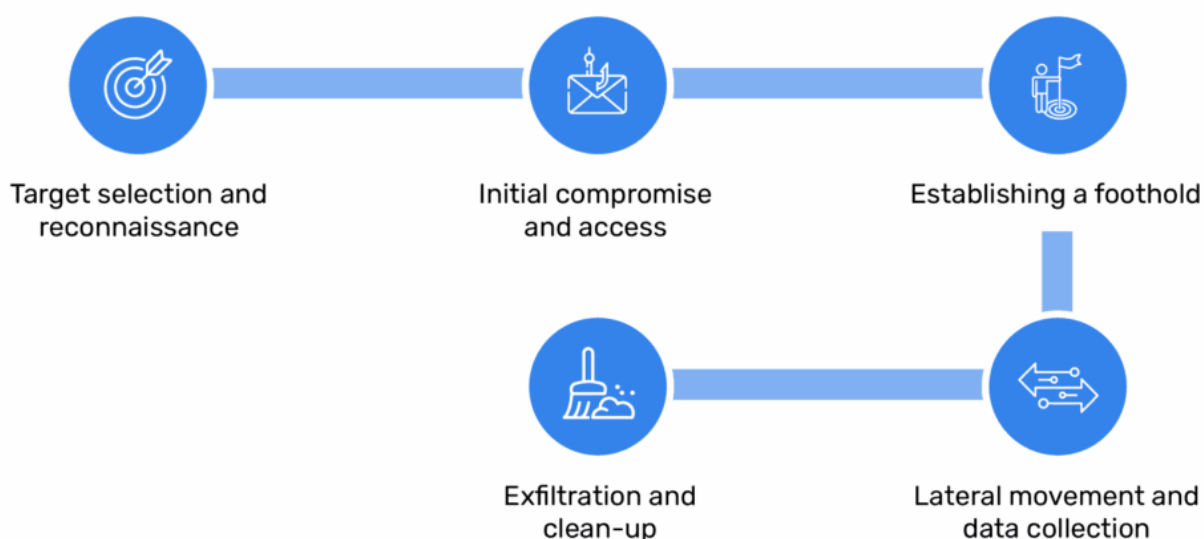 Target selection and
reconnaissance
Initial compromise
and access
Establishing a foothold
Exfiltration and
clean-up
Lateral movement and
data collection